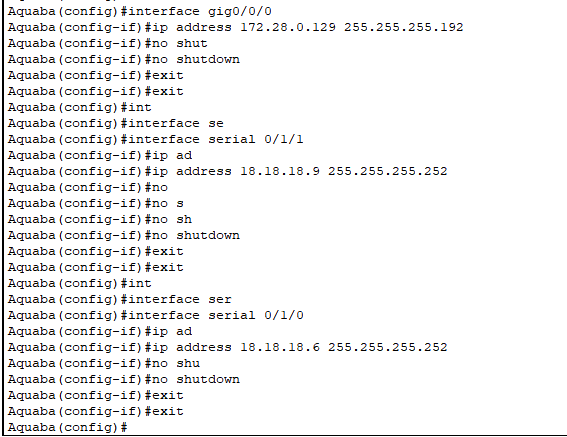 Aquaba(config)#interface gig0/0/0
Aquaba(config-if)#ip address 172.28.0.129 255.255.255.192
Aquaba(config-if)#no shut
Aquaba(config-if)#no shutdown
Aquaba(config-if)#exit
Aquaba(config-if)#exit
Aquaba(config)#int
Aquaba(config)#interface se
Aquaba(config)#interface serial 0/1/1
Aquaba(config-if)#ip ad
Aquaba(config-if)#ip address 18.18.18.9 255.255.255.252
Aquaba(config-if)#no
Aquaba(config-if)#no s
Aquaba(config-if)#no sh
Aquaba(config-if)#no shutdown
Aquaba(config-if)#exit
Aquaba(config-if)#exit
Aquaba(config)#int
Aquaba(config)#interface ser
Aquaba(config)#interface serial 0/1/0
Aquaba(config-if)#ip ad
Aquaba(config-if)#ip address 18.18.18.6 255.255.255.252
Aquaba(config-if)#no shu
Aquaba(config-if)#no shutdown
Aquaba(config-if)#exit
Aquaba(config-if)#exit
Aquaba(config)#